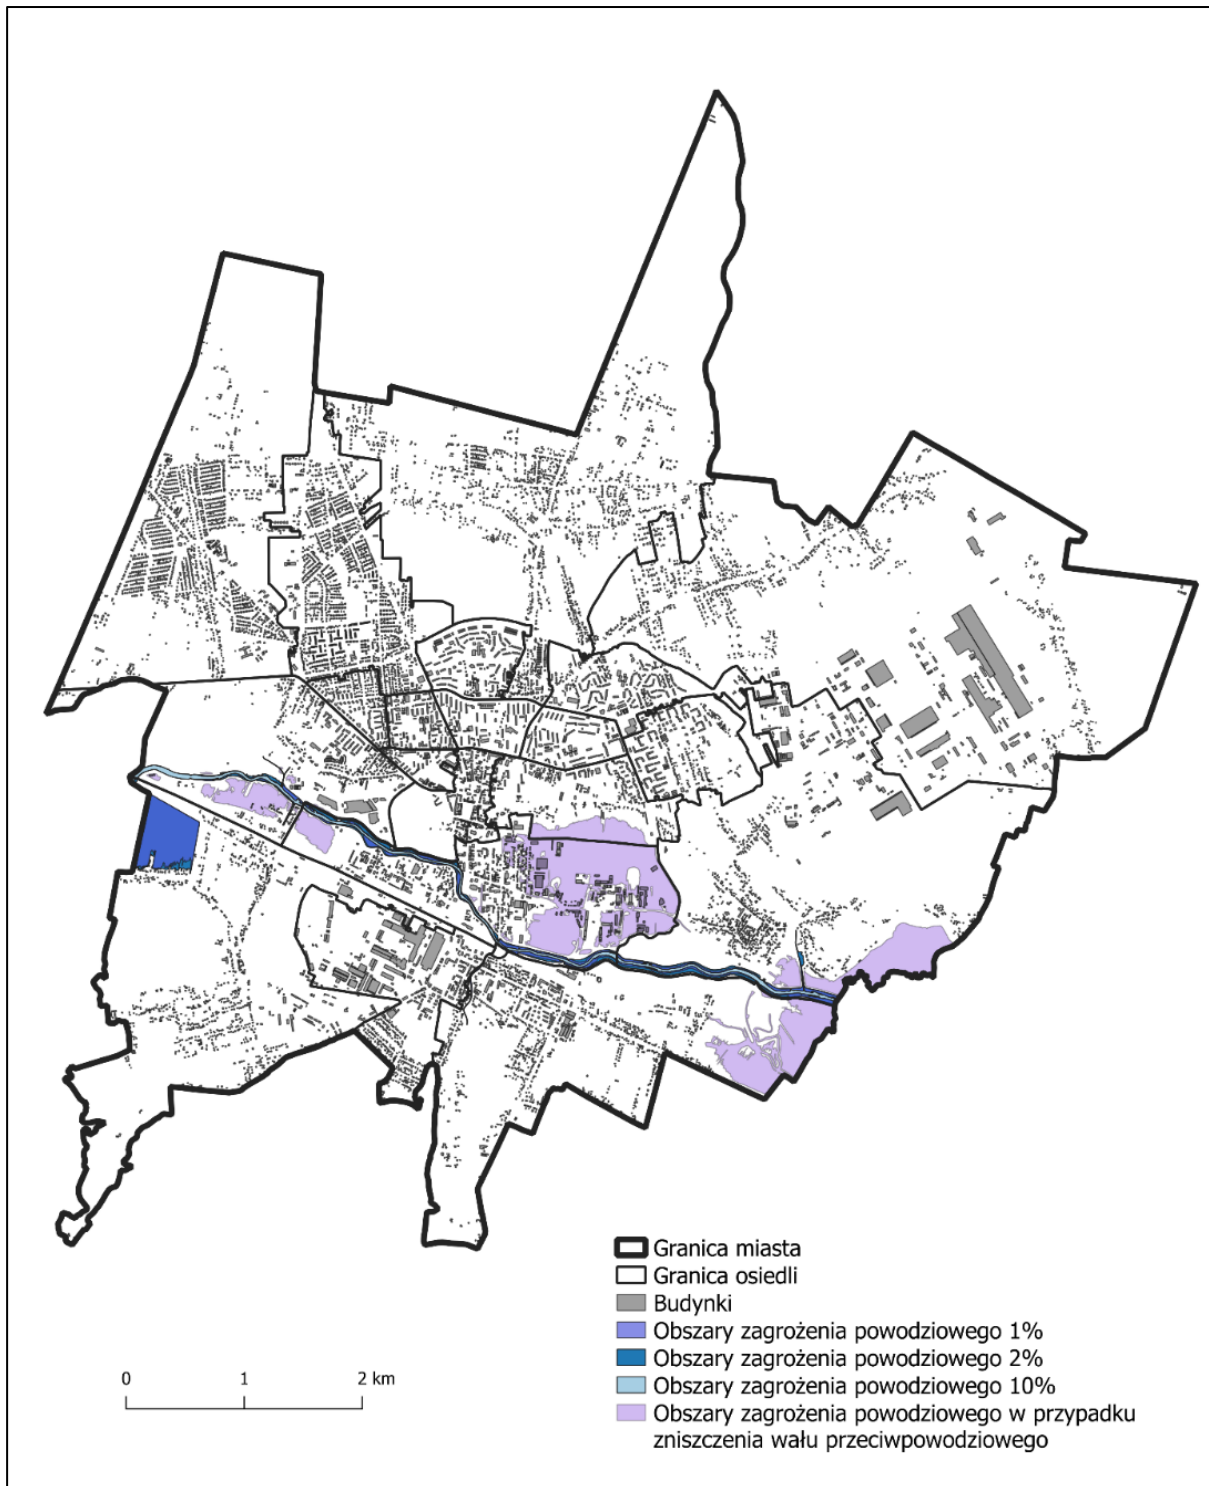 Granica miasta
Granica osiedli
Budynki
Obszary zagrożenia powodziowego 1%
Obszary zagrożenia powodziowego 2%
Obszary zagrożenia powodziowego 10%
Obszary zagrożenia powodziowego w przypadku
zniszczenia wału przeciwpowodziowego
0 1 2 km